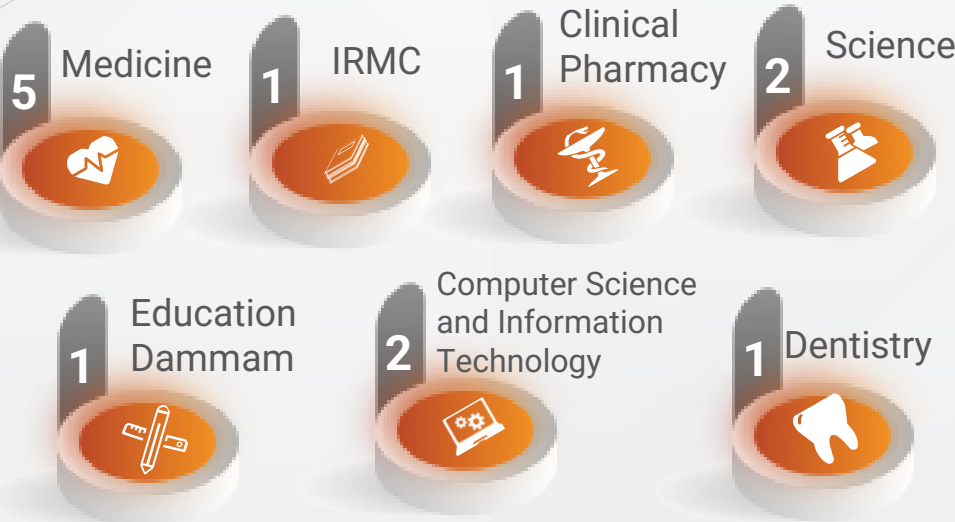 5
Medicine
1
IRMC
1
Clinical
Pharmacy
2
Science
1
Education
Dammam
2
Computer Science
and Information
Technology
1
Dentistry